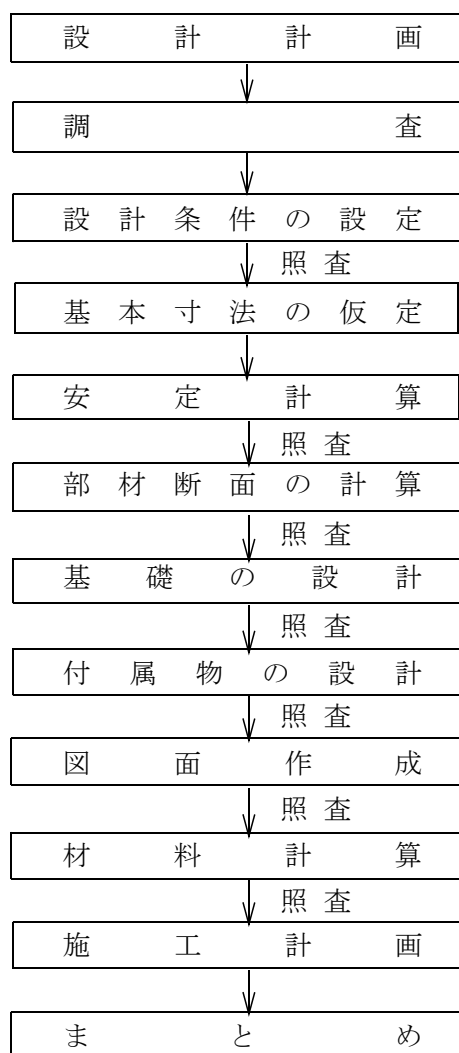 設計計画
調査
設計条件の設定
照査
基本寸法の仮定
安定計算
照査
部材断面の計算
照査
基礎の設計
照査
付属物の設計
照査
図面作成
照査
材料計算
照査
施工計画
まとめ